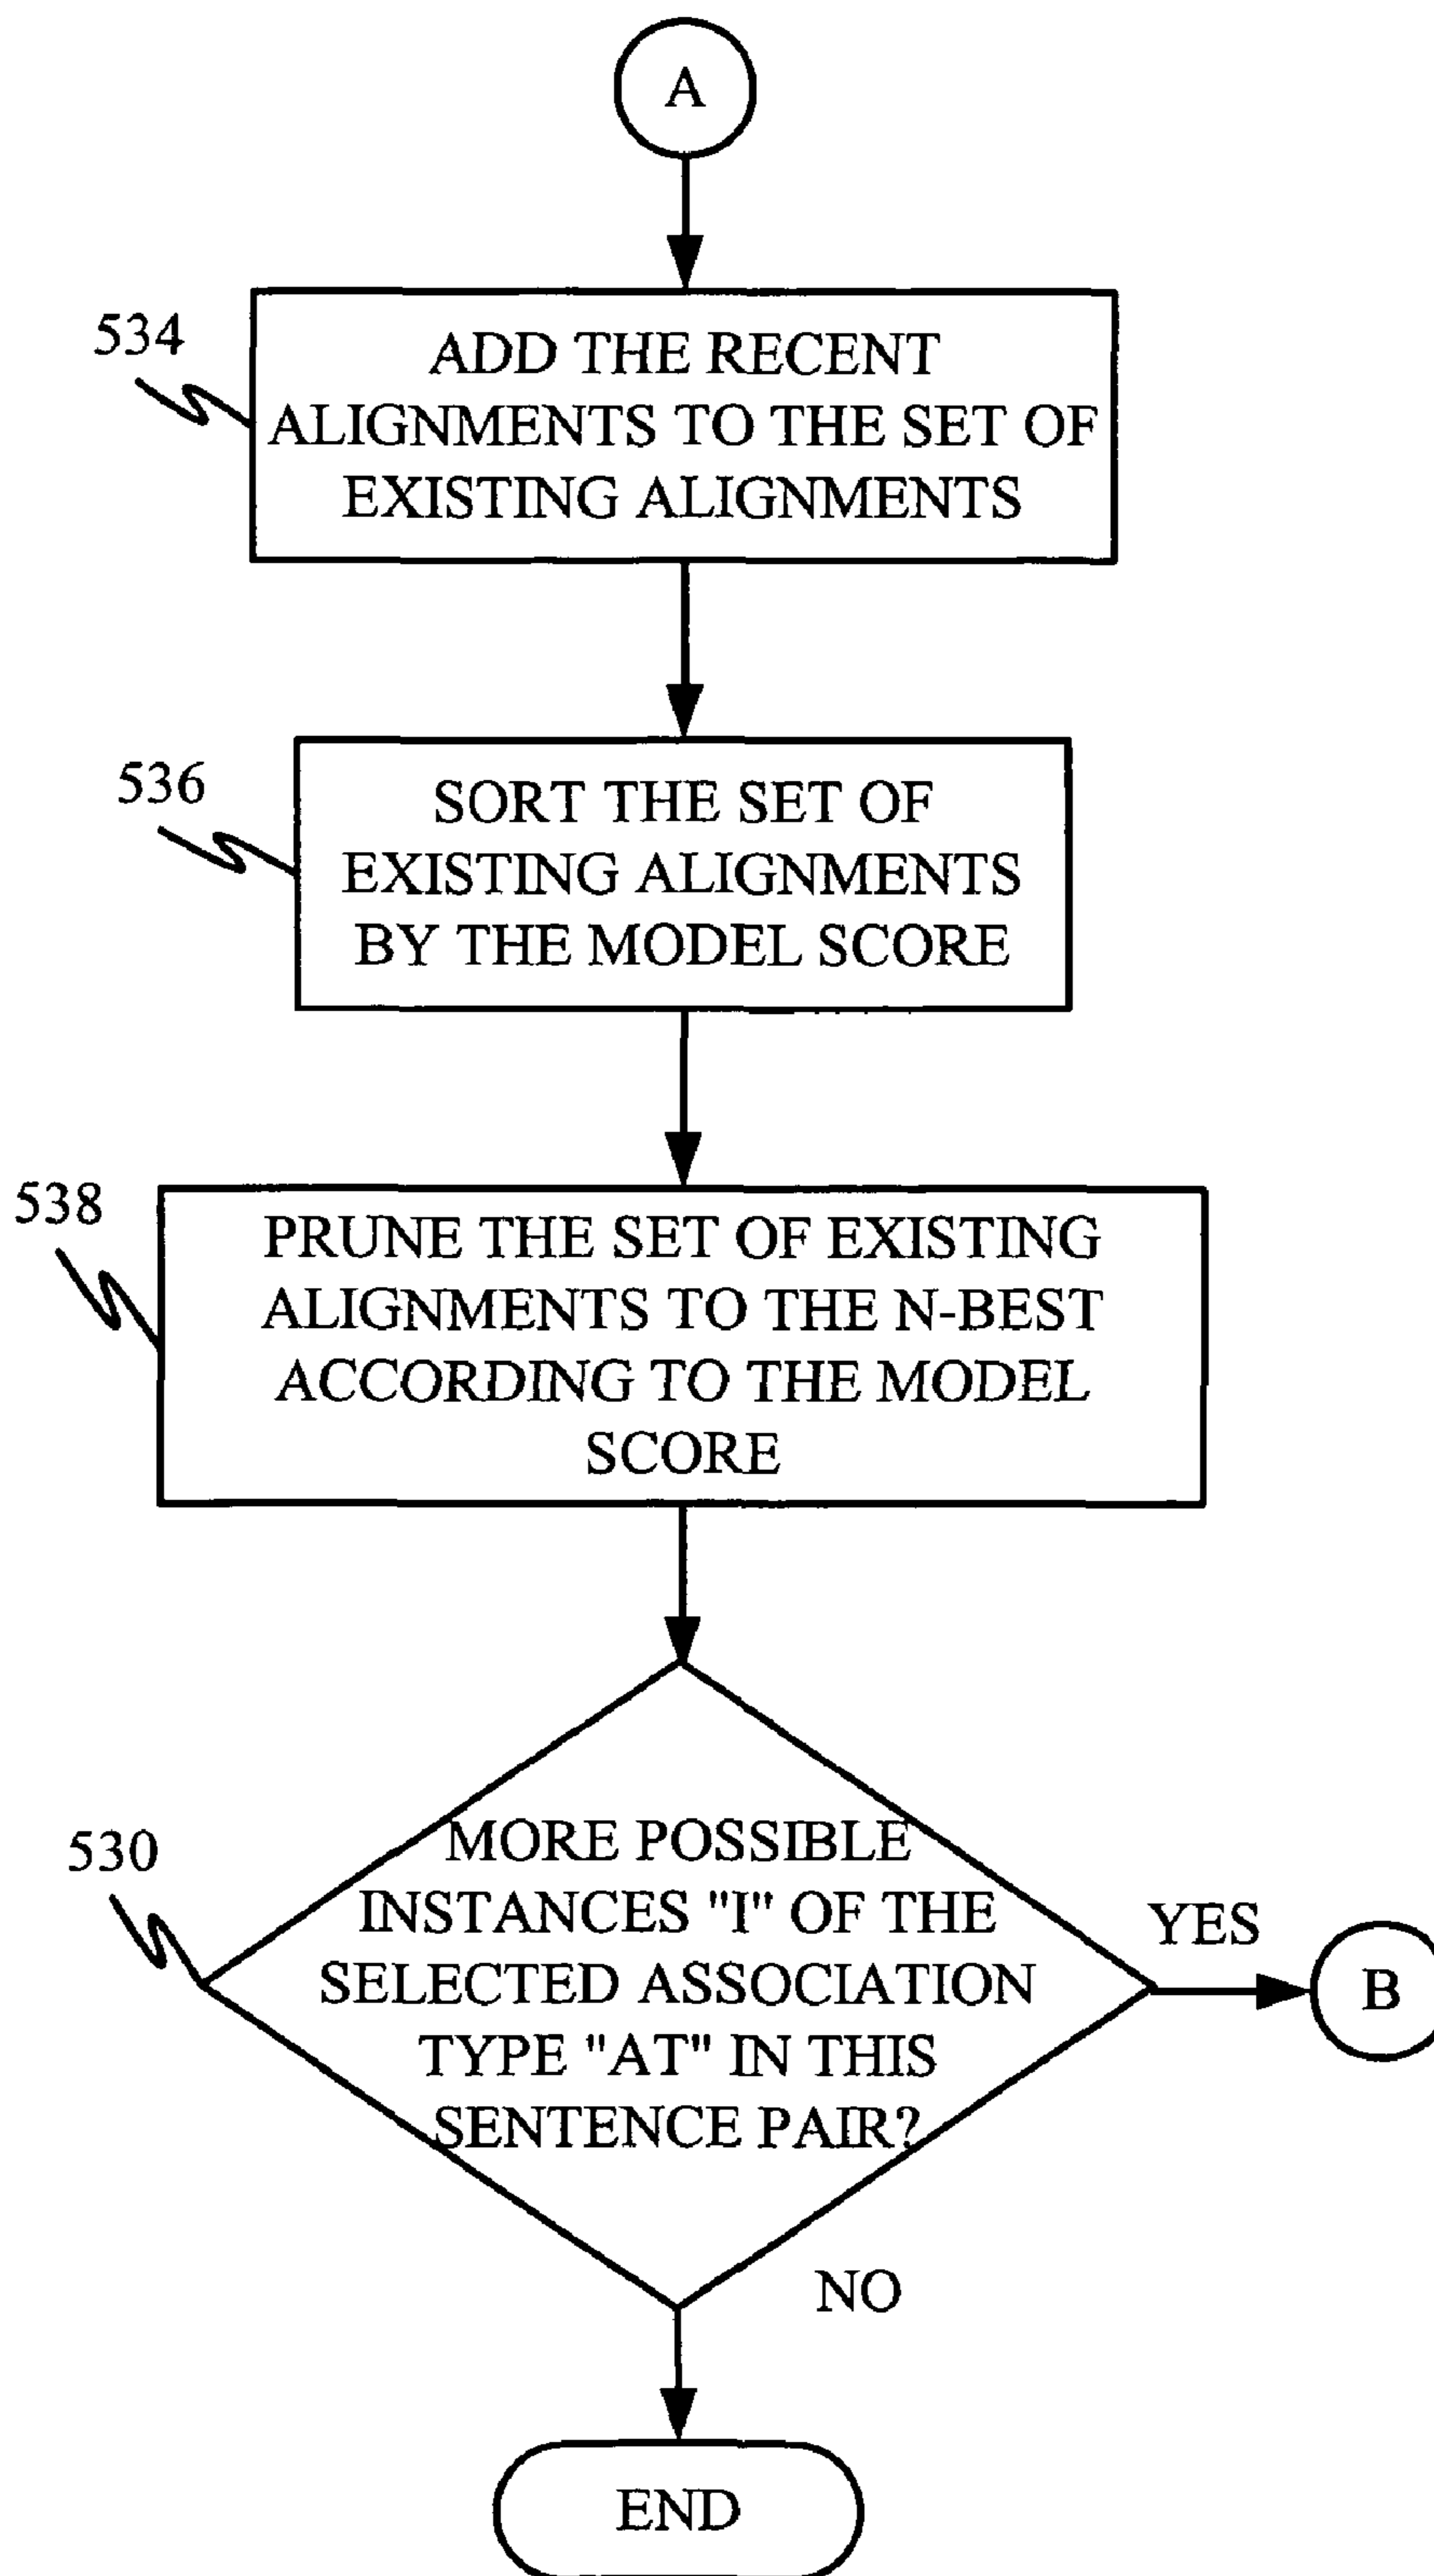 A
534
ADD THE RECENT
ALIGNMENTS TO THE SET OF
EXISTING ALIGNMENTS
536
SORT THE SET OF
EXISTING ALIGNMENTS
BY THE MODEL SCORE
538
PRUNE THE SET OF EXISTING
ALIGNMENTS TO THE N-BEST
ACCORDING TO THE MODEL
SCORE
530
MORE POSSIBLE
INSTANCES "I" OF THE
SELECTED ASSOCIATION
TYPE "AT" IN THIS
SENTENCE PAIR?
YES
B
NO
END